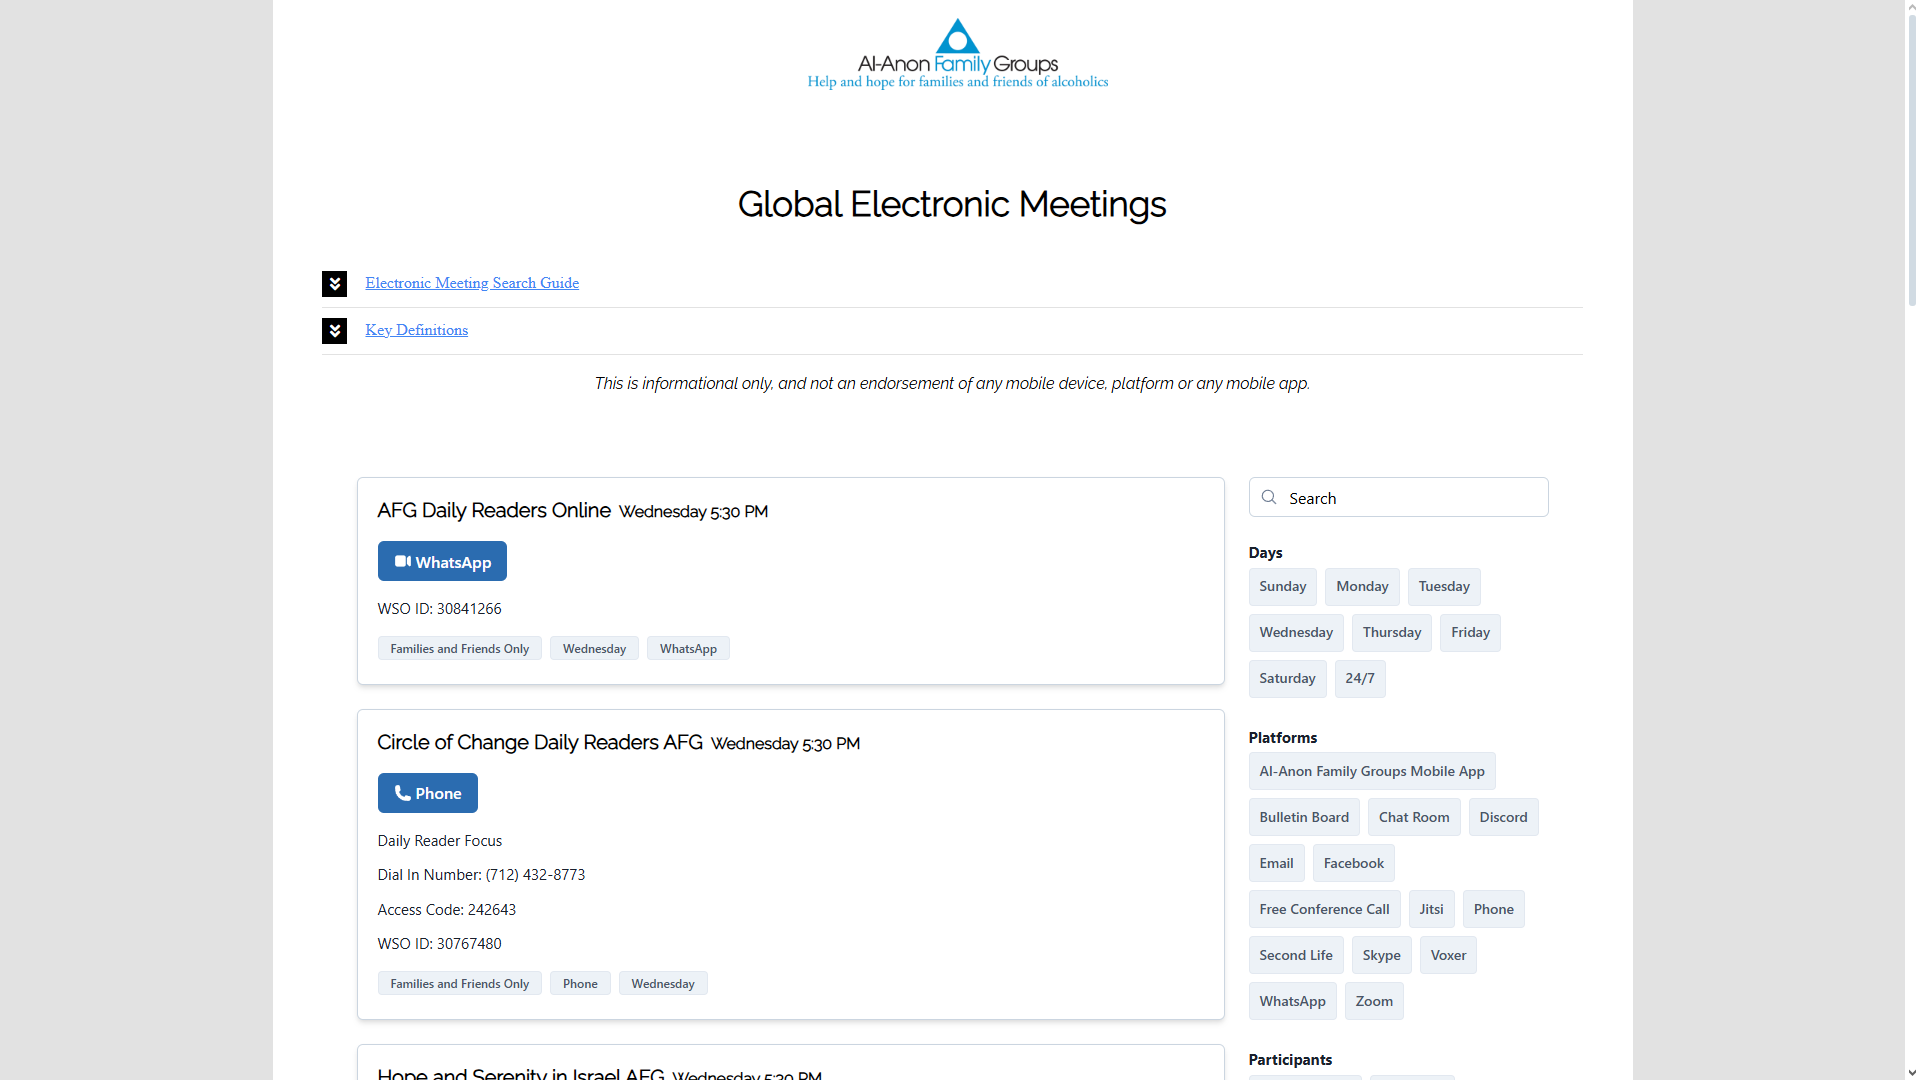 Al-Anon Family Groups
Help and hope for families and friends of alcoholics
Global Electronic Meetings
Electronic Meeting Search Guide
Key Definitions
This is informational only, and not an endorsement of any mobile device, platform or any mobile app.
AFG Daily Readers Online Wednesday 5:30 PM
WhatsApp
WSO ID: 30841266
Families and Friends Only Wednesday WhatsApp
Circle of Change Daily Readers AFG Wednesday 5:30 PM
Phone
Daily Reader Focus
Dial In Number: (712) 432-8773
Access Code: 242643
WSO ID: 30767480
Families and Friends Only Phone Wednesday
Hope and Serenity in Israel AFG Wednesday 5:30 PM
Search
Days
Sunday Monday Tuesday
Wednesday Thursday Friday
Saturday 24/7
Platforms
Al-Anon Family Groups Mobile App
Bulletin Board Chat Room Discord
Email Facebook
Free Conference Call Jitsi Phone
Second Life Skype Voxer
WhatsApp Zoom
Participants